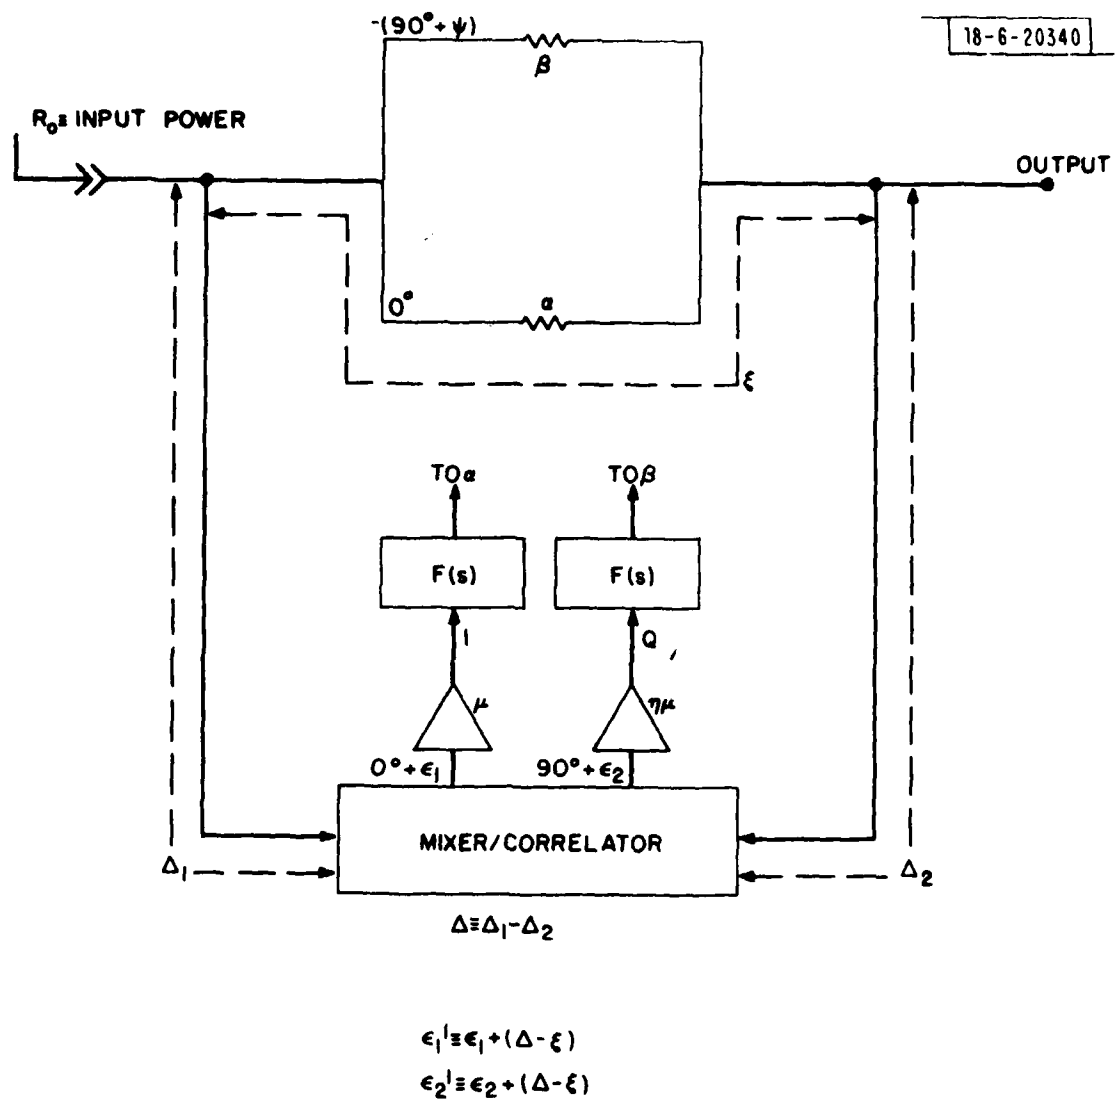 -(90°+ψ)
18-6-20340
β
R₀≡INPUT POWER
OUTPUT
0°
α
ξ
TO α
TO β
F(s)
F(s)
I
Q
μ
ημ
0°+ϵ₁
90°+ϵ₂
MIXER/CORRELATOR
Δ₁
Δ₂
Δ≡Δ₁-Δ₂
ϵ₁'≡ϵ₁+(Δ-ξ)
ϵ₂'≡ϵ₂+(Δ-ξ)